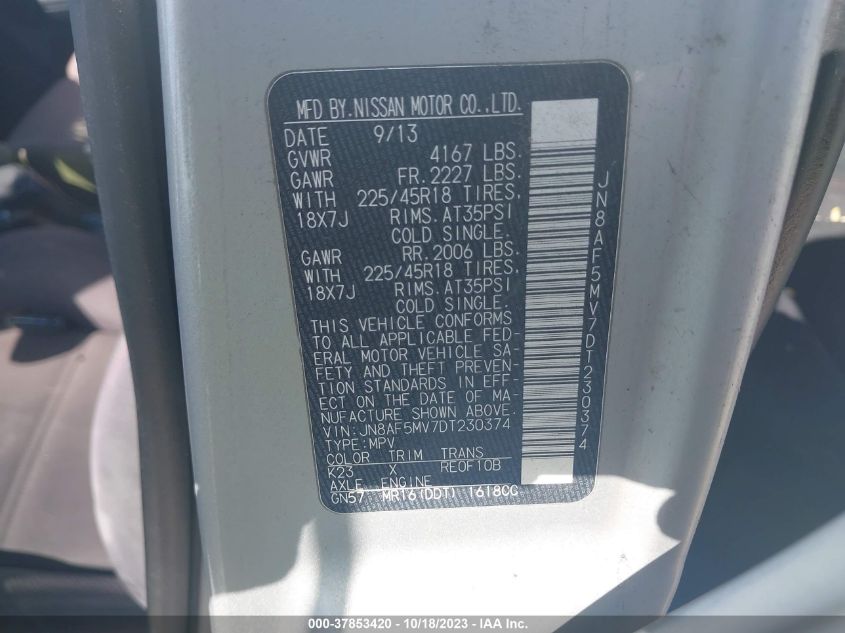 MFD BY.NISSAN MOTOR CO.,LTD.
DATE 9/13
GVWR 4167 LBS.
GAWR FR.2227 LBS.
WITH 225/45R18 TIRES,
18X7J RIMS.AT35PSI
COLD SINGLE.
GAWR RR.2006 LBS.
WITH 225/45R18 TIRES,
18X7J RIMS.AT35PSI
COLD SINGLE.
THIS VEHICLE CONFORMS
TO ALL APPLICABLE FED-
ERAL MOTOR VEHICLE SA-
FETY AND THEFT PREVEN-
TION STANDARDS IN EFF-
ECT ON THE DATE OF MA-
NUFACTURE SHOWN ABOVE.
VIN:JN8AF5MV7DT230374
TYPE:MPV
COLOR TRIM TRANS
K23 X RE0F10B
AXLE ENGINE
GN57 MR16(DDT) 1618CC
JN8AF5MV7DT230374
000-37853420 - 10/18/2023 - IAA Inc.